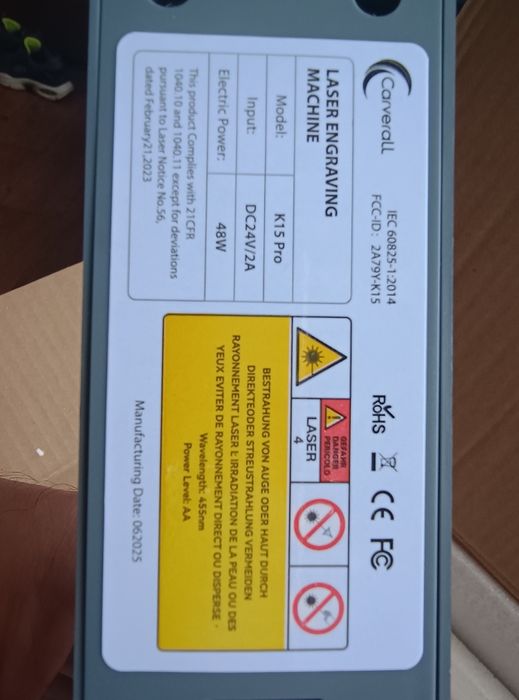 Carverall
IEC 60825-1:2014
FCC-ID: 2A79Y-K15
RoHS CE FC
LASER ENGRAVING
MACHINE
Model: K15 Pro
Input: DC24V/2A
Electric Power: 48W
This product Complies with 21CFR
1040.10 and 1040.11 except for deviations
pursuant to Laser Notice No.56,
dated February21,2023
GEFAHR
DANGER
PERICOLO
LASER
4
BESTRAHUNG VON AUGE ODER HAUT DURCH
DIREKTEODER STREUSTRAHLUNG VERMEIDEN
RAYONNEMENT LASER L: IRRADIATION DE LA PEAU OU DES
YEUX EVITER DE RAYONNEMENT DIRECT OU DISPERSE .
Wavelength: 455nm
Power Level: AA
Manufacturing Date: 062025